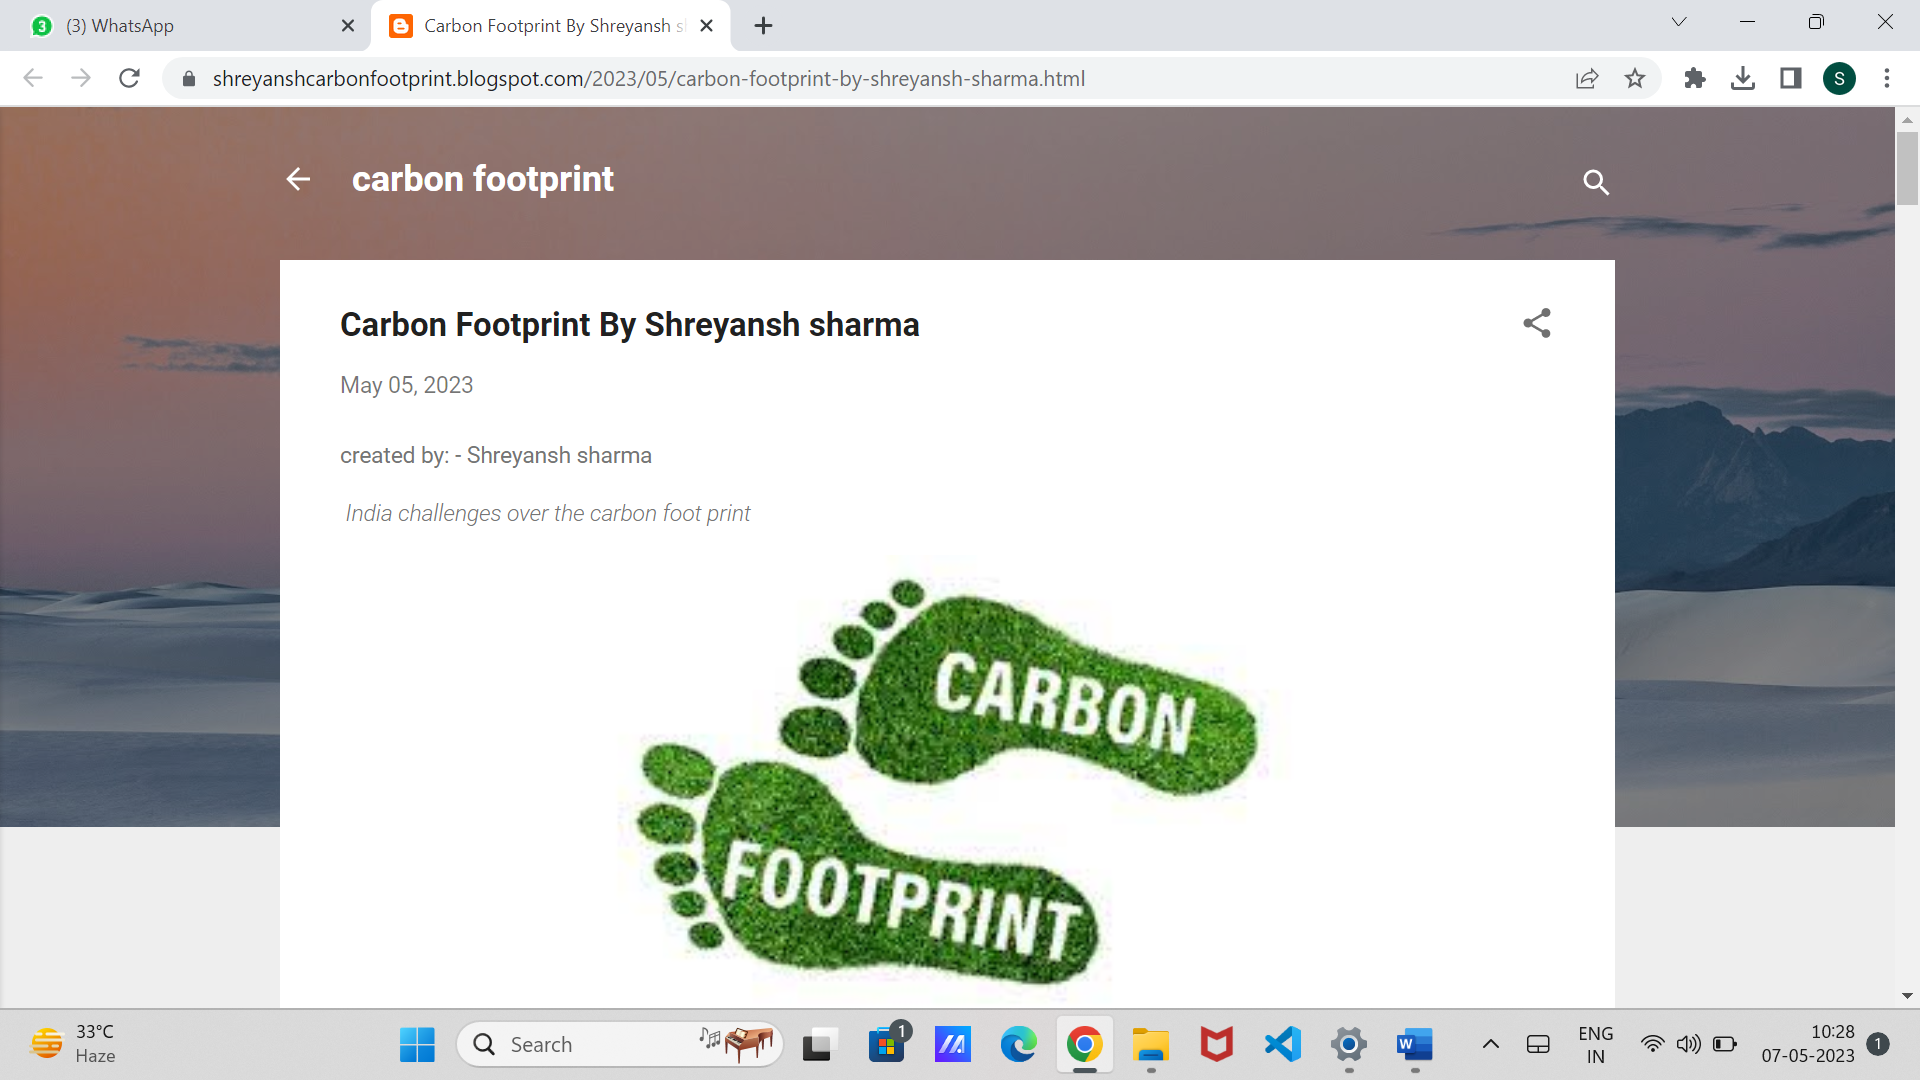 3
(3) WhatsApp
Carbon Footprint By Shreyansh s
shreyanshcarbonfootprint.blogspot.com/2023/05/carbon-footprint-by-shreyansh-sharma.html
S
carbon footprint
Carbon Footprint By Shreyansh sharma
May 05, 2023
created by: - Shreyansh sharma
India challenges over the carbon foot print
CARBON
FOOTPRINT
33°C
Haze
Search
1
W
ENG
IN
10:28
07-05-2023
1